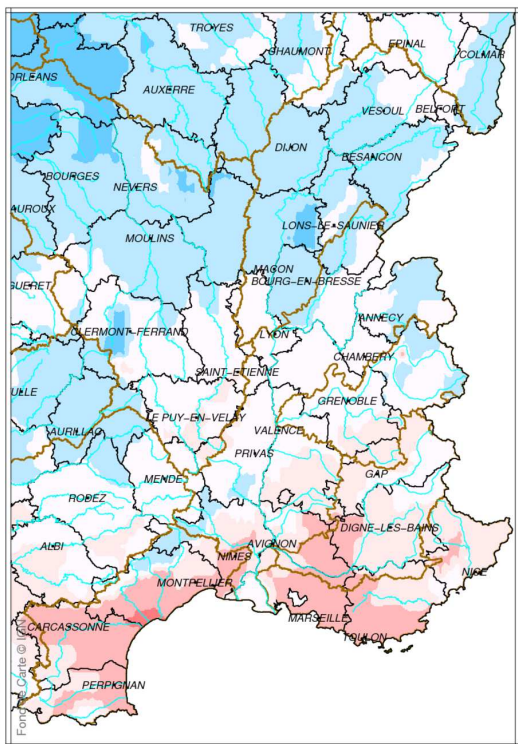 TROYES
CHAUMONT
EPINAL
COLMAR
ORLEANS
AUXERRE
VESOUL
BELFORT
DIJON
BESANCON
BOURGES
NEVERS
AUROUX
LONS-LE-SAUNIER
MOULINS
MACON
BOURG-EN-BRESSE
GUERET
ANNECY
CLERMONT-FERRAND
LYON
CHAMBERY
SAINT-ETIENNE
ULLE
GRENOBLE
LE PUY-EN-VELAY
AURILLAC
VALENCE
PRIVAS
GAP
MENDE
RODEZ
DIGNE-LES-BAINS
ALBI
AVIGNON
NIMES
NICE
MONTPELLIER
MARSEILLE
CARCASSONNE
TOULON
PERPIGNAN
Fond de Carte © IGN